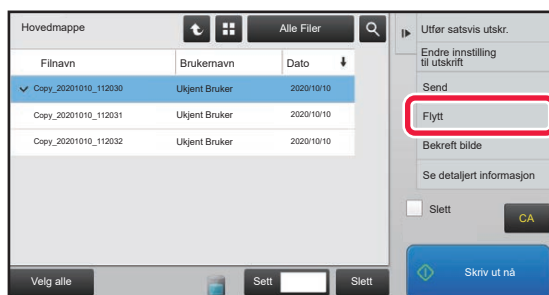 Hovedmappe
Alle Filer
Filnavn
Brukernavn
Dato
Copy_20201010_112030
Ukjent Bruker
2020/10/10
Copy_20201010_112031
Ukjent Bruker
2020/10/10
Copy_20201010_112032
Ukjent Bruker
2020/10/10
Velg alle
Sett
Slett
Utfør satsvis utskr.
Endre innstilling
til utskrift
Send
Flytt
Bekreft bilde
Se detaljert informasjon
Slett
CA
Skriv ut nå